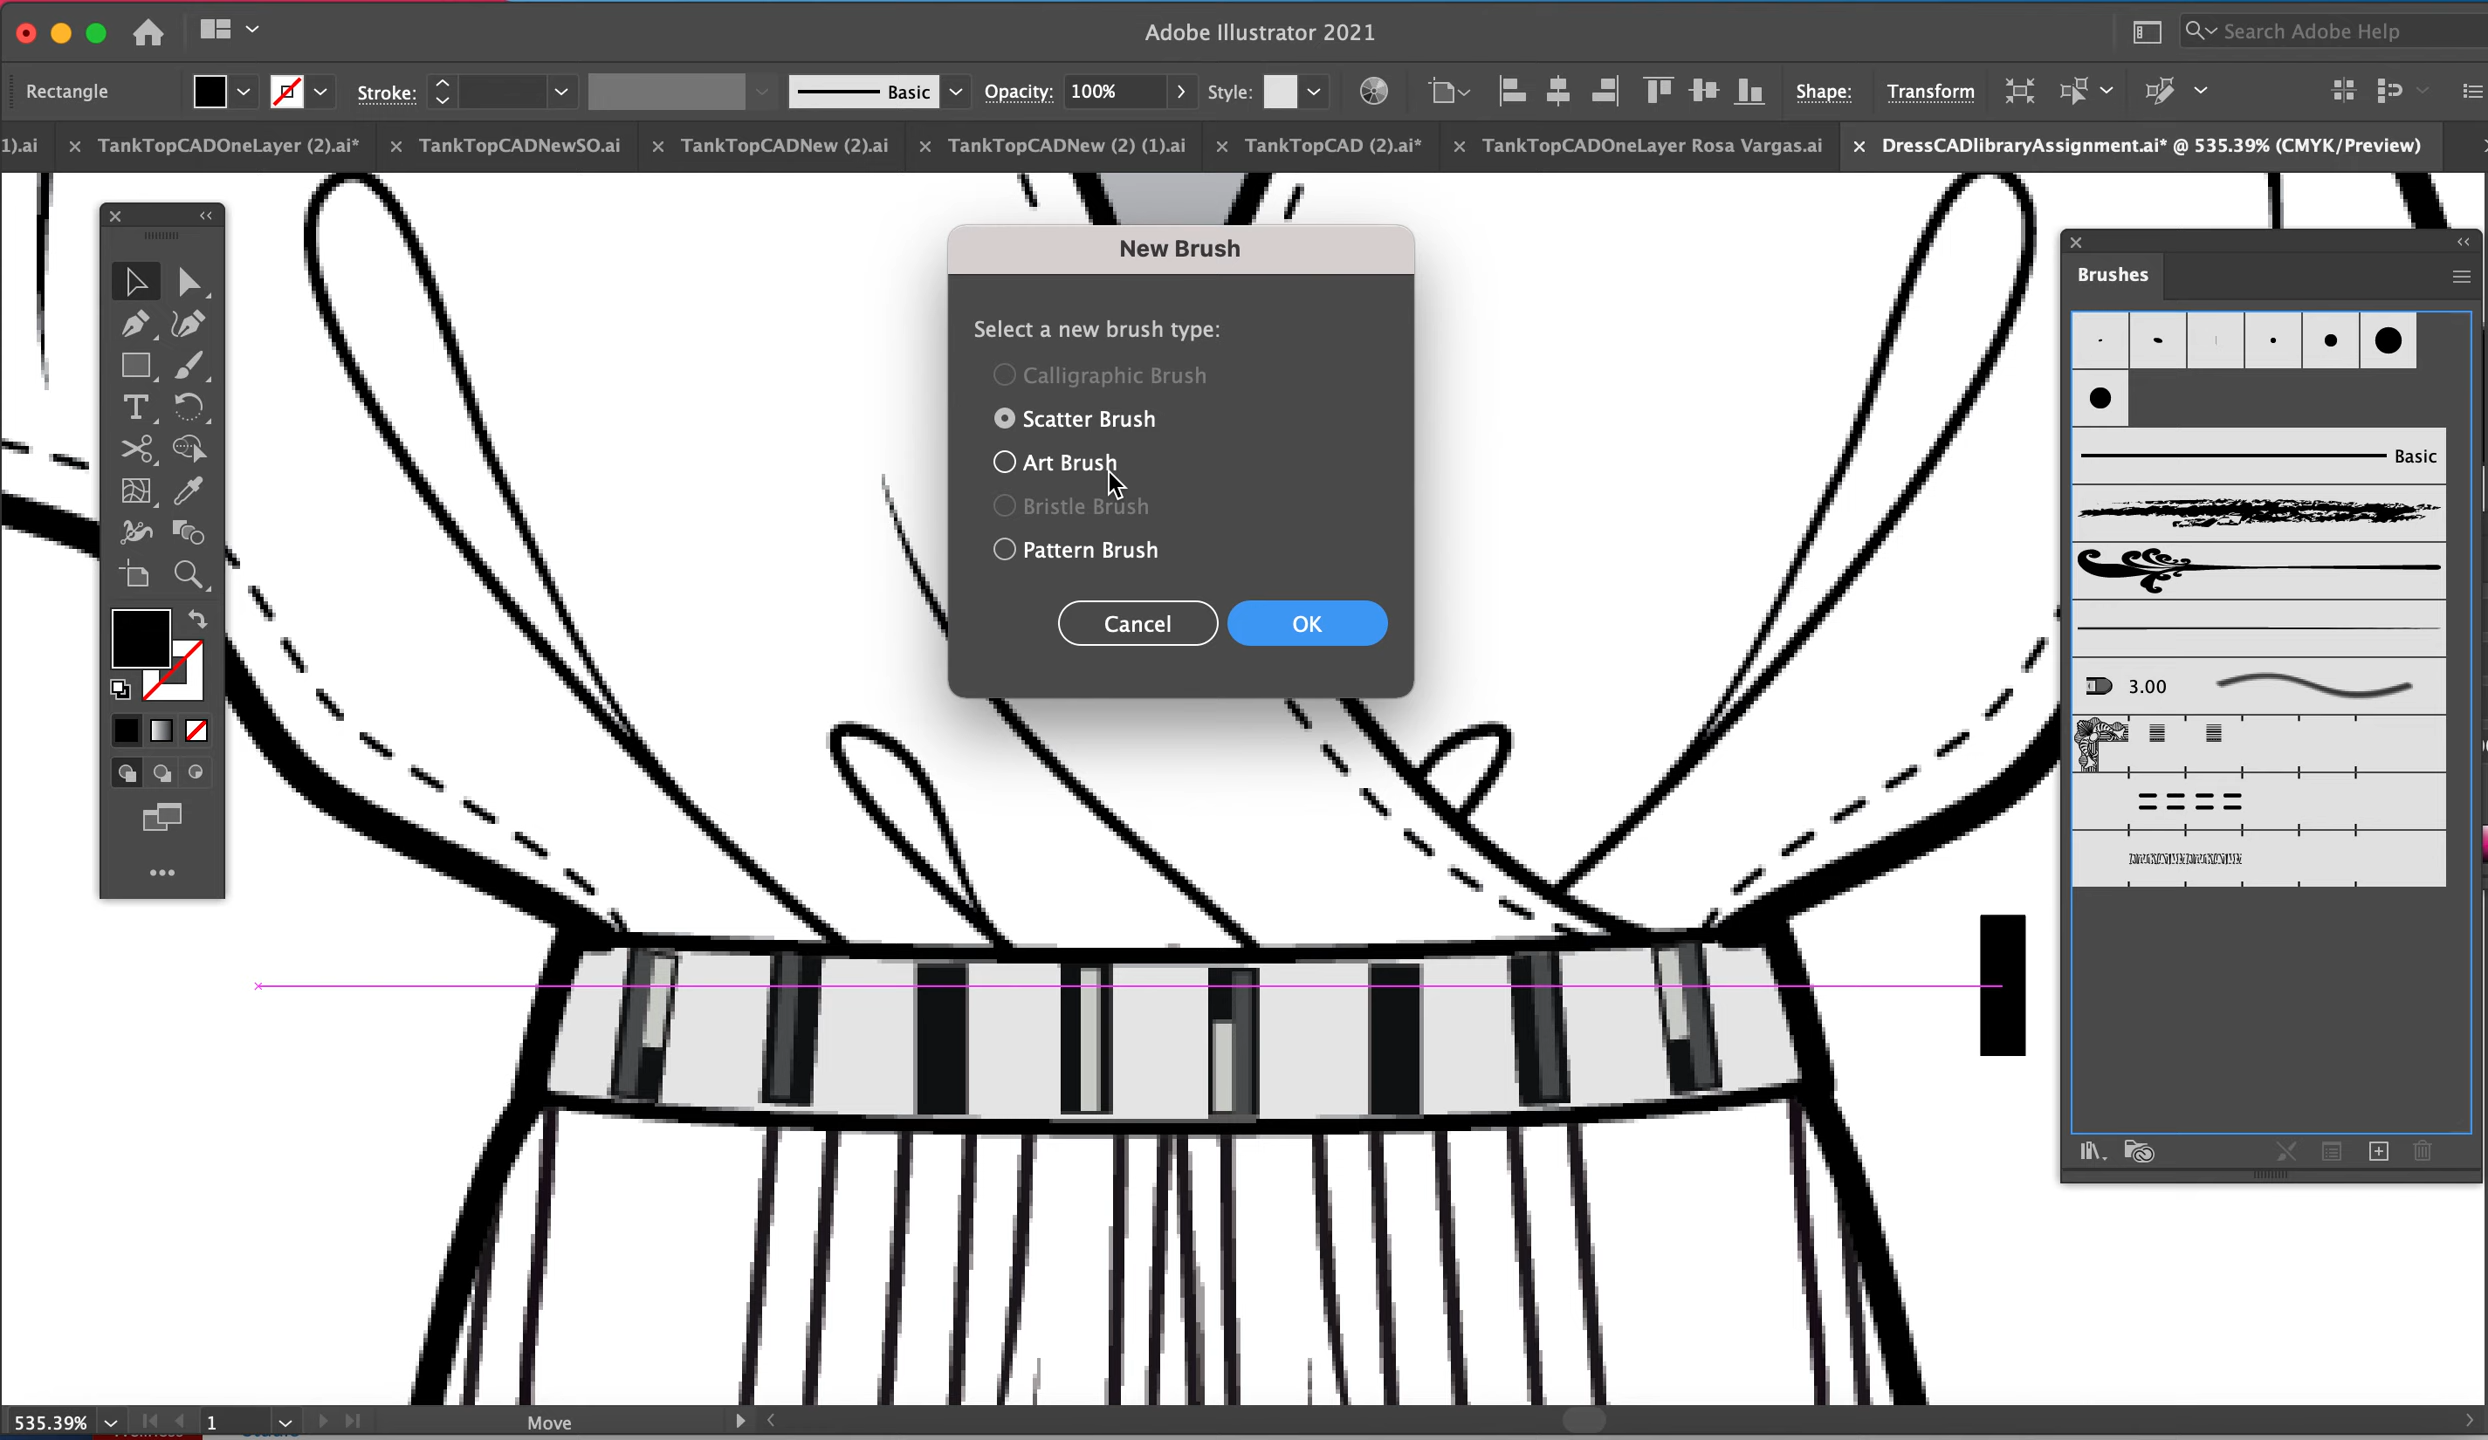 Adobe Illustrator 2021
Search Adobe Help
Rectangle
Stroke:
Basic
Opacity:
100%
Style:
Shape:
Transform
1).ai
TankTopCADOneLayer (2).ai*
TankTopCADNewSO.ai
TankTopCADNew (2).ai
TankTopCADNew (2) (1).ai
TankTopCAD (2).ai*
TankTopCADOneLayer Rosa Vargas.ai
DressCADlibraryAssignment.ai* @ 535.39% (CMYK/Preview)
New Brush
Select a new brush type:
Calligraphic Brush
Scatter Brush
Art Brush
Bristle Brush
Pattern Brush
Cancel
OK
Brushes
Basic
3.00
535.39%
1
Move